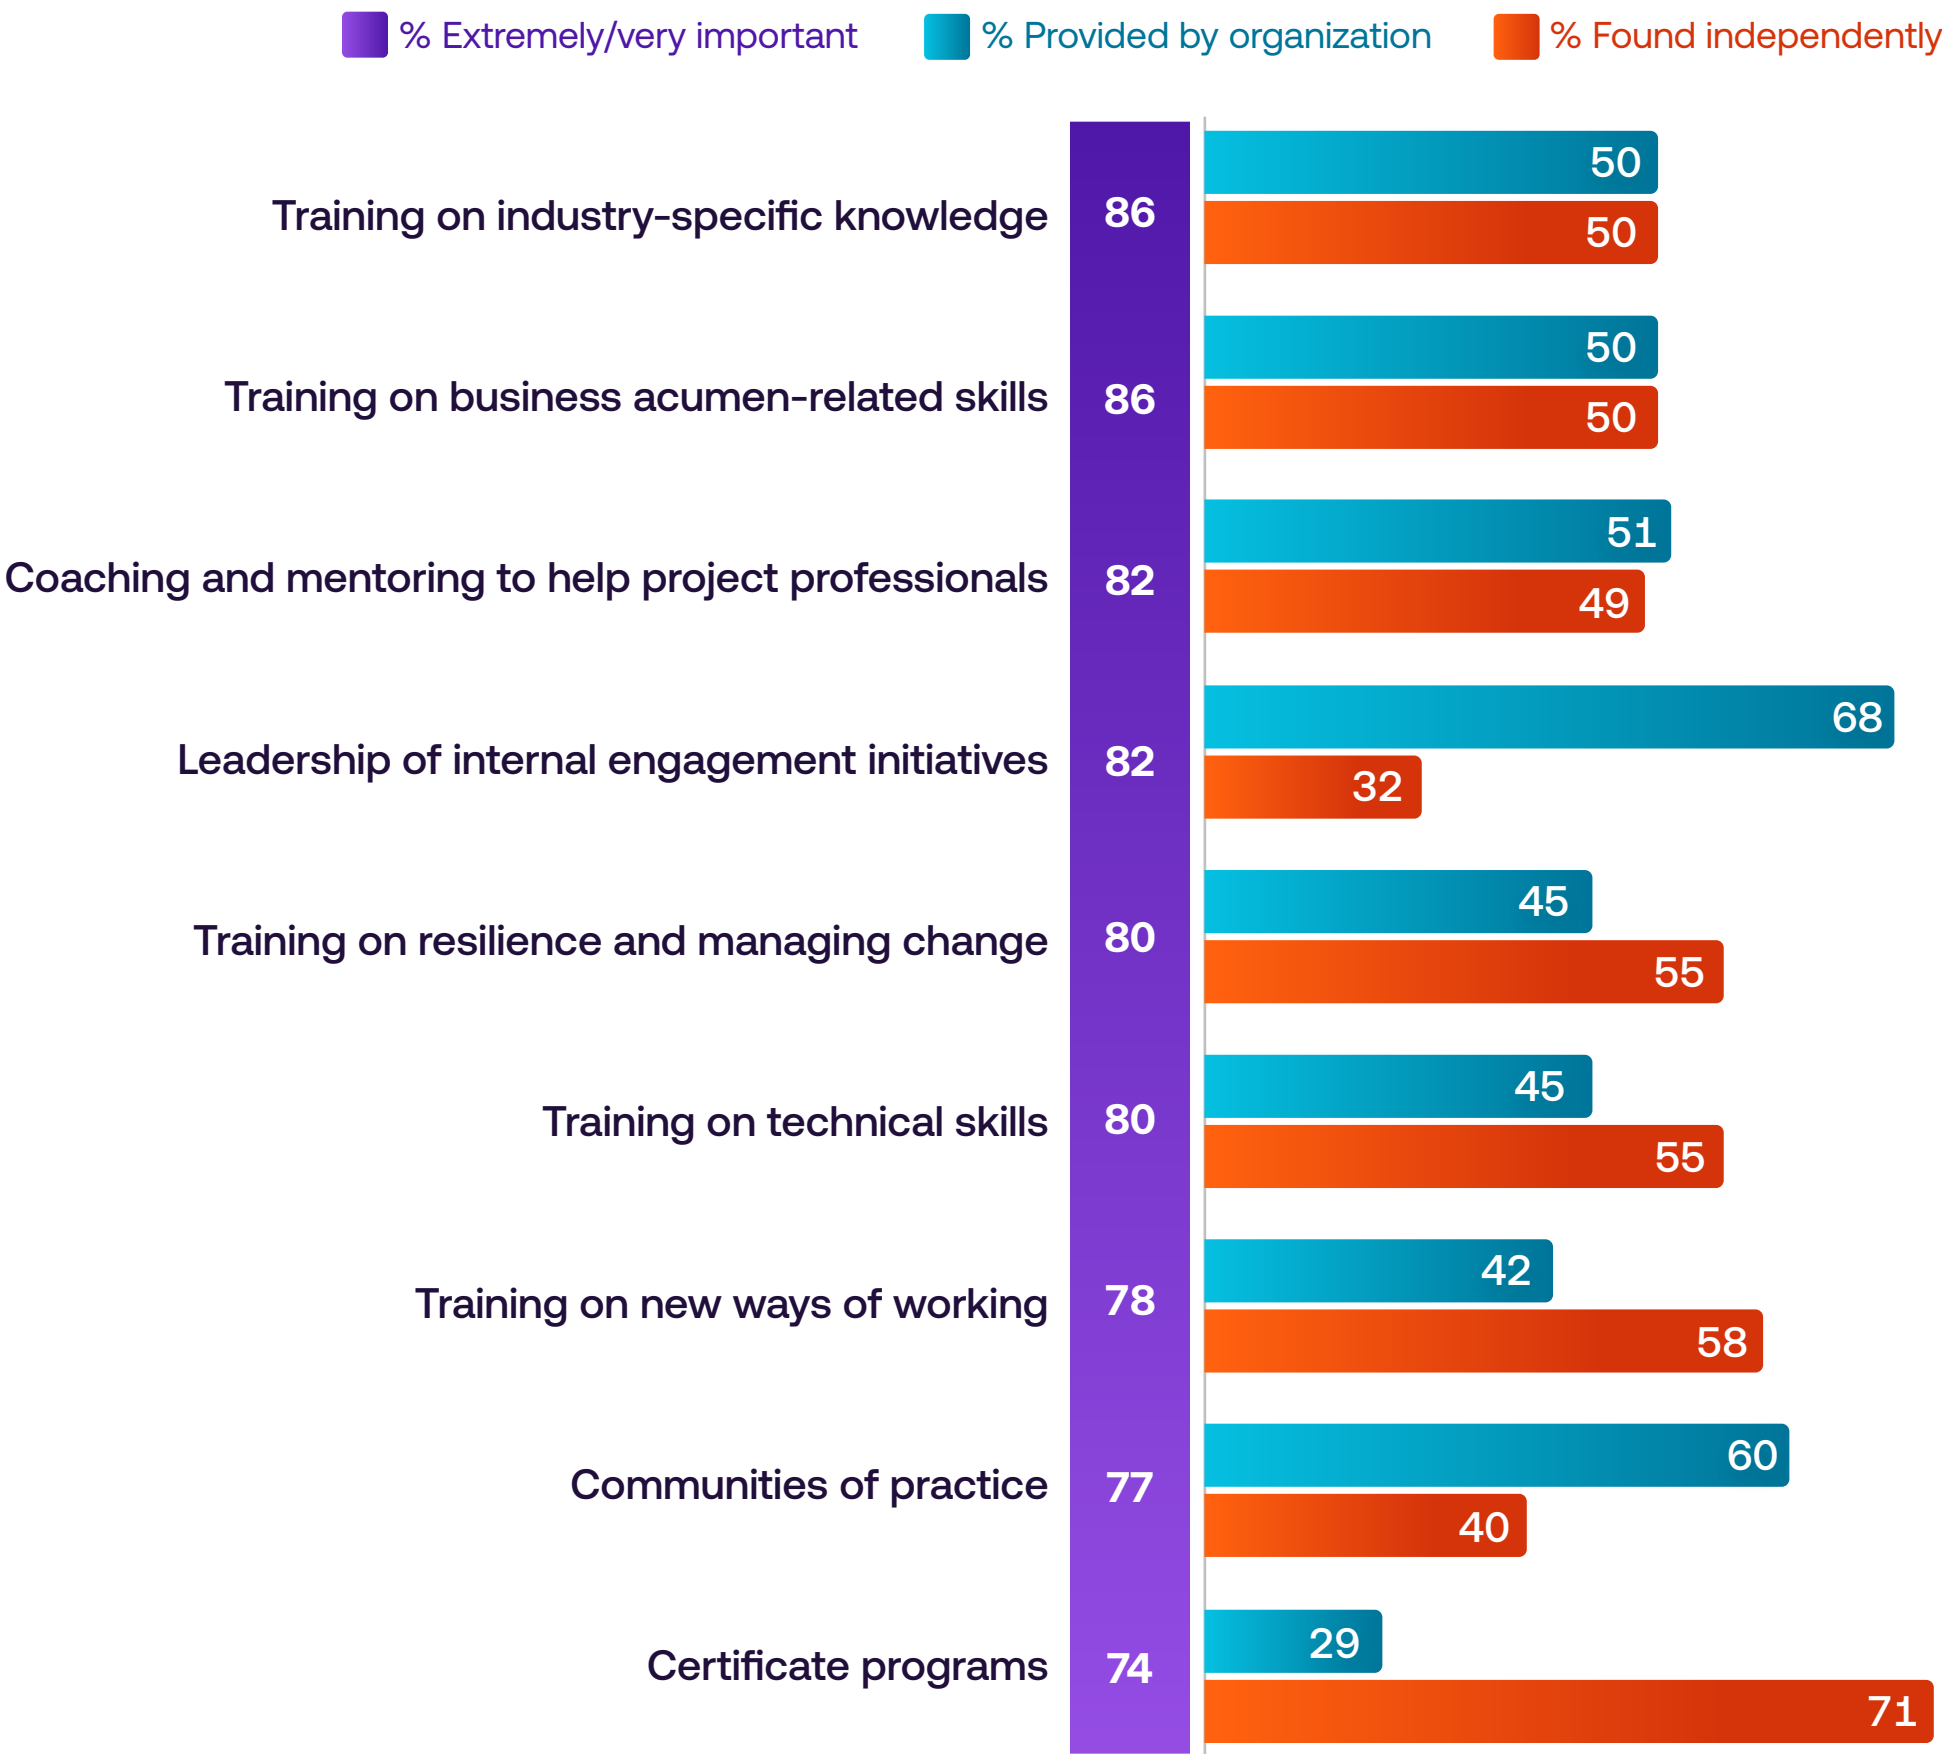 % Extremely/very important
% Provided by organization
% Found independently
Training on industry-specific knowledge
86
50
50
Training on business acumen-related skills
86
50
50
Coaching and mentoring to help project professionals
82
51
49
Leadership of internal engagement initiatives
82
68
32
Training on resilience and managing change
80
45
55
Training on technical skills
80
45
55
Training on new ways of working
78
42
58
Communities of practice
77
60
40
Certificate programs
74
29
71